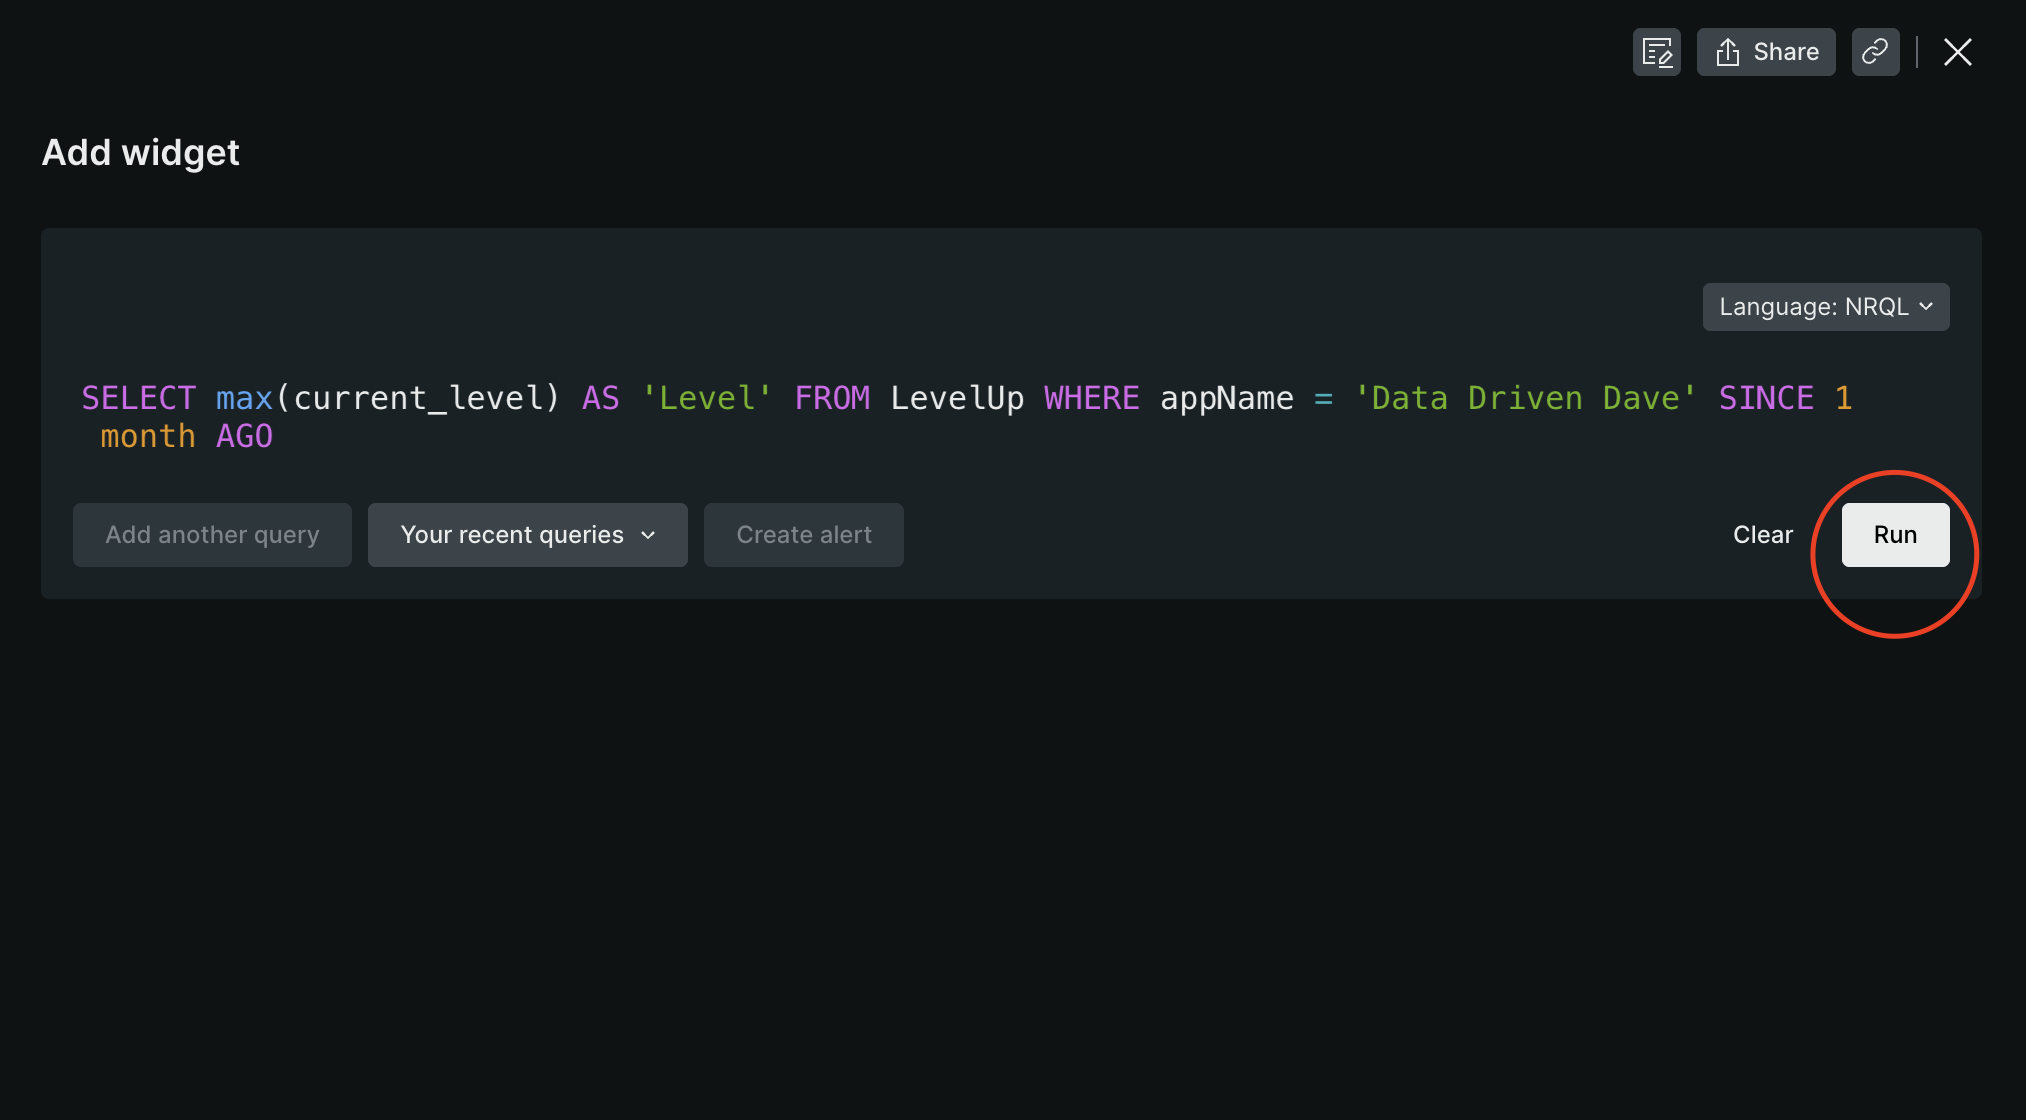 Share
Add widget
Language: NRQL
SELECT max(current_level) AS 'Level' FROM LevelUp WHERE appName = 'Data Driven Dave' SINCE 1
month AGO
Add another query Your recent queries Create alert Clear Run